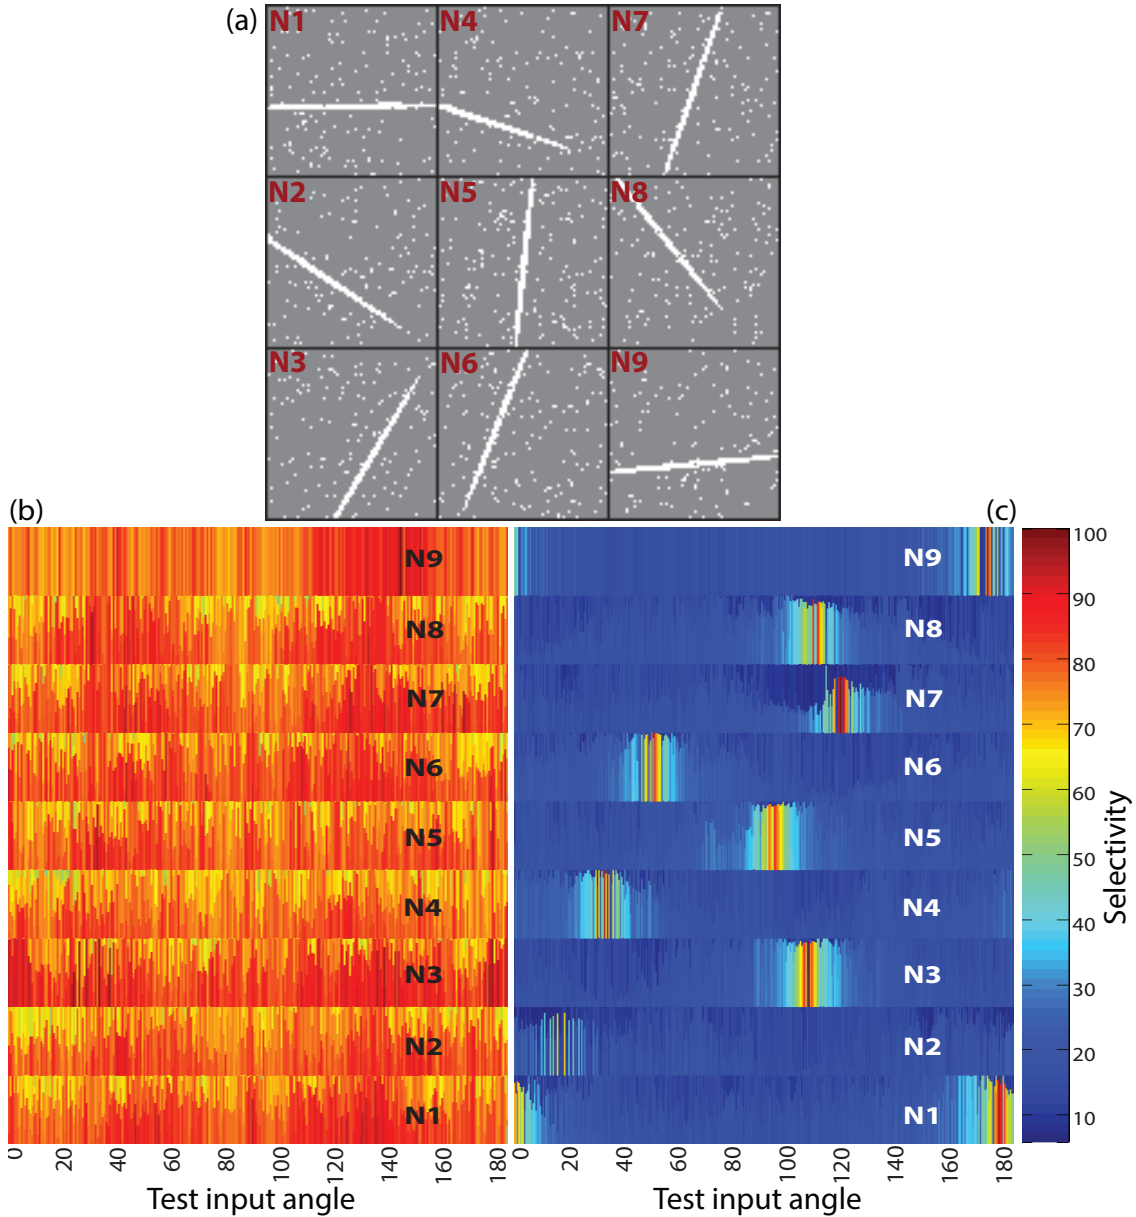 (a)
N1 N4 N7
N2 N5 N8
N3 N6 N9
(b) (c)
N9 N9 100
N8 N8 90
N7 N7 80
N6 N6 70
N5 N5 60
N4 N4 50
N3 N3 40
N2 N2 30
N1 N1 20
10
Selectivity
0 20 40 60 80 100 120 140 160 180 0 20 40 60 80 100 120 140 160 180
Test input angle Test input angle